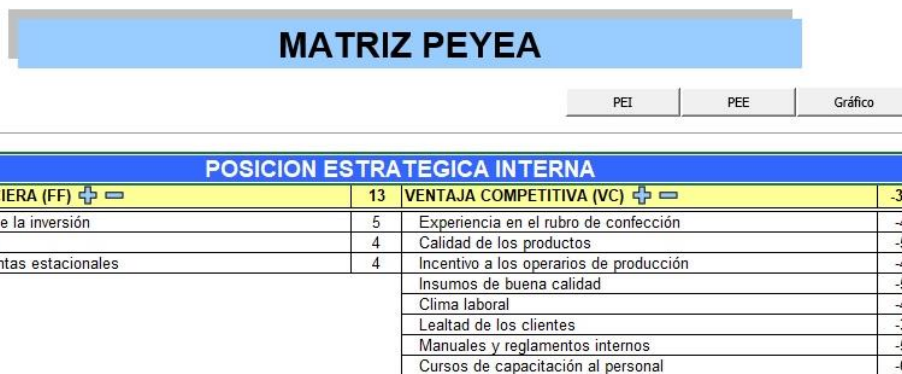 MATRIZ PEYEA
PEI PEE Gráfico
POSICION ESTRATEGICA INTERNA
(FF) 13 VENTAJA COMPETITIVA (VC)
la inversión 5 Experiencia en el rubro de confección
4 Calidad de los productos
estacionales 4 Incentivo a los operarios de producción
Insumos de buena calidad
Clima laboral
Lealtad de los clientes
Manuales y reglamentos internos
Cursos de capacitación al personal